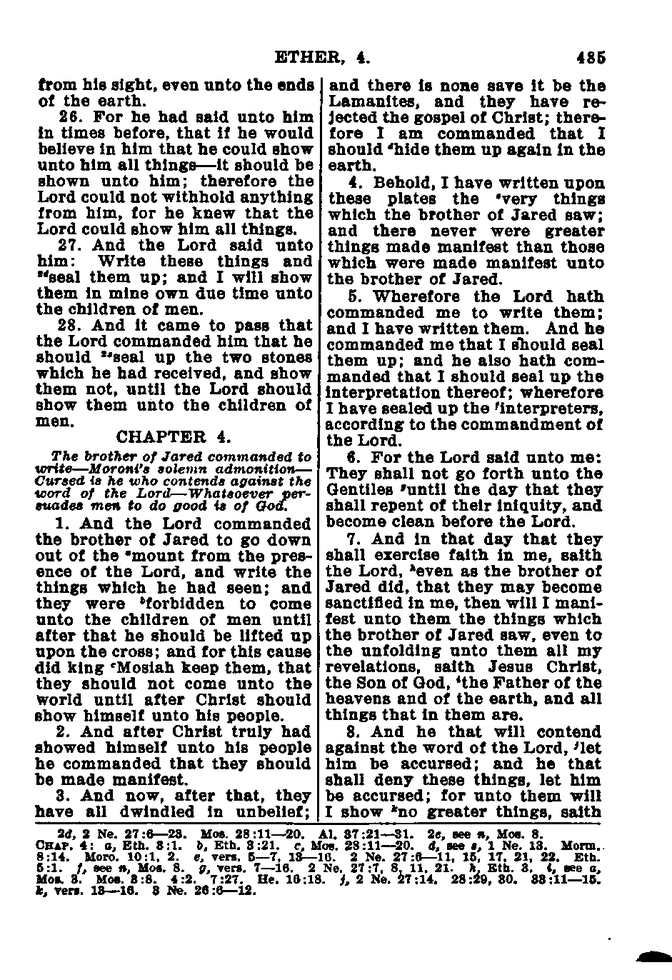 ETHER, 4. 485
from his sight, even unto the ends
of the earth.
26. For he had said unto him
in times before, that if he would
believe in him that he could show
unto him all things—it should be
shown unto him; therefore the
Lord could not withhold anything
from him, for he knew that the
Lord could show him all things.
27. And the Lord said unto
him: Write these things and
2dseal them up; and I will show
them in mine own due time unto
the children of men.
28. And it came to pass that
the Lord commanded him that he
should 2eseal up the two stones
which he had received, and show
them not, until the Lord should
show them unto the children of
men.
CHAPTER 4.
The brother of Jared commanded to
write—Moroni's solemn admonition—
Cursed is he who contends against the
word of the Lord—Whatsoever per-
suades men to do good is of God.
1. And the Lord commanded
the brother of Jared to go down
out of the amount from the pres-
ence of the Lord, and write the
things which he had seen; and
they were bforbidden to come
unto the children of men until
after that he should be lifted up
upon the cross; and for this cause
did king cMosiah keep them, that
they should not come unto the
world until after Christ should
show himself unto his people.
2. And after Christ truly had
showed himself unto his people
he commanded that they should
be made manifest.
3. And now, after that, they
have all dwindled in unbelief;
and there is none save it be the
Lamanites, and they have re-
jected the gospel of Christ; there-
fore I am commanded that I
should dhide them up again in the
earth.
4. Behold, I have written upon
these plates the every things
which the brother of Jared saw;
and there never were greater
things made manifest than those
which were made manifest unto
the brother of Jared.
5. Wherefore the Lord hath
commanded me to write them;
and I have written them. And he
commanded me that I should seal
them up; and he also hath com-
manded that I should seal up the
interpretation thereof; wherefore
I have sealed up the finterpreters,
according to the commandment of
the Lord.
6. For the Lord said unto me:
They shall not go forth unto the
Gentiles guntil the day that they
shall repent of their iniquity, and
become clean before the Lord.
7. And in that day that they
shall exercise faith in me, saith
the Lord, heven as the brother of
Jared did, that they may become
sanctified in me, then will I mani-
fest unto them the things which
the brother of Jared saw, even to
the unfolding unto them all my
revelations, saith Jesus Christ,
the Son of God, ithe Father of the
heavens and of the earth, and all
things that in them are.
8. And he that will contend
against the word of the Lord, jlet
him be accursed; and he that
shall deny these things, let him
be accursed; for unto them will
I show kno greater things, saith
2d, 2 Ne. 27:6—23. Mos. 28:11—20. Al. 37:21—31. 2e, see n, Mos. 8.
CHAP. 4: a, Eth. 3:1. b, Eth. 3:21. c, Mos. 28:11—20. d, see s, 1 Ne. 13. Morm.
8:14. Moro. 10:1, 2. e, vers. 5—7, 13—16. 2 Ne. 27:6—11, 15, 17, 21, 22. Eth.
5:1. f, see n, Mos. 8. g, vers. 7—16. 2 Ne. 27:7, 8, 11, 21. h, Eth. 3. i, see a,
Mos. 3. Mos. 3:8. 4:2. 7:27. He. 16:18. j, 2 Ne. 27:14. 28:29, 30. 33:11—15.
k, vers. 13—16. 3 Ne. 26:6—12.